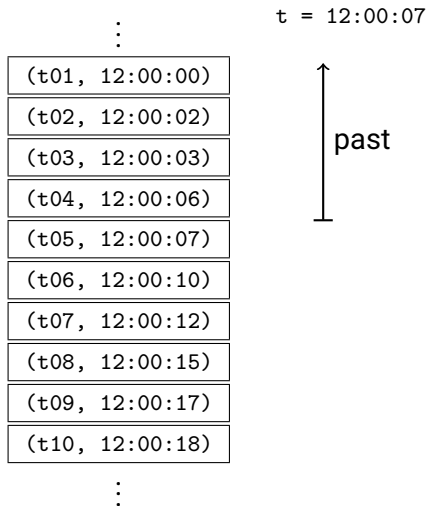 t = 12:00:07
(t01, 12:00:00)
(t02, 12:00:02)
(t03, 12:00:03)
past
(t04, 12:00:06)
(t05, 12:00:07)
(t06, 12:00:10)
(t07, 12:00:12)
(t08, 12:00:15)
(t09, 12:00:17)
(t10, 12:00:18)